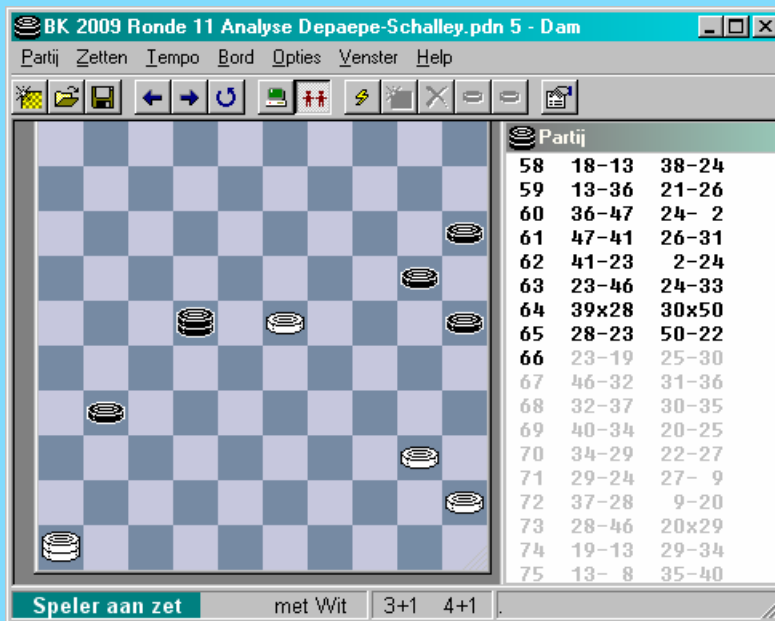 BK 2009 Ronde 11 Analyse Depaepe-Schalley.pdn 5 - Dam
Partij Zetten Tempo Bord Opties Venster Help
Partij
58 18-13 38-24
59 13-36 21-26
60 36-47 24- 2
61 47-41 26-31
62 41-23 2-24
63 23-46 24-33
64 39x28 30x50
65 28-23 50-22
66 23-19 25-30
67 46-32 31-36
68 32-37 30-35
69 40-34 20-25
70 34-29 22-27
71 29-24 27- 9
72 37-28 9-20
73 28-46 20x29
74 19-13 29-34
75 13- 8 35-40
Speler aan zet met Wit 3+1 4+1 .